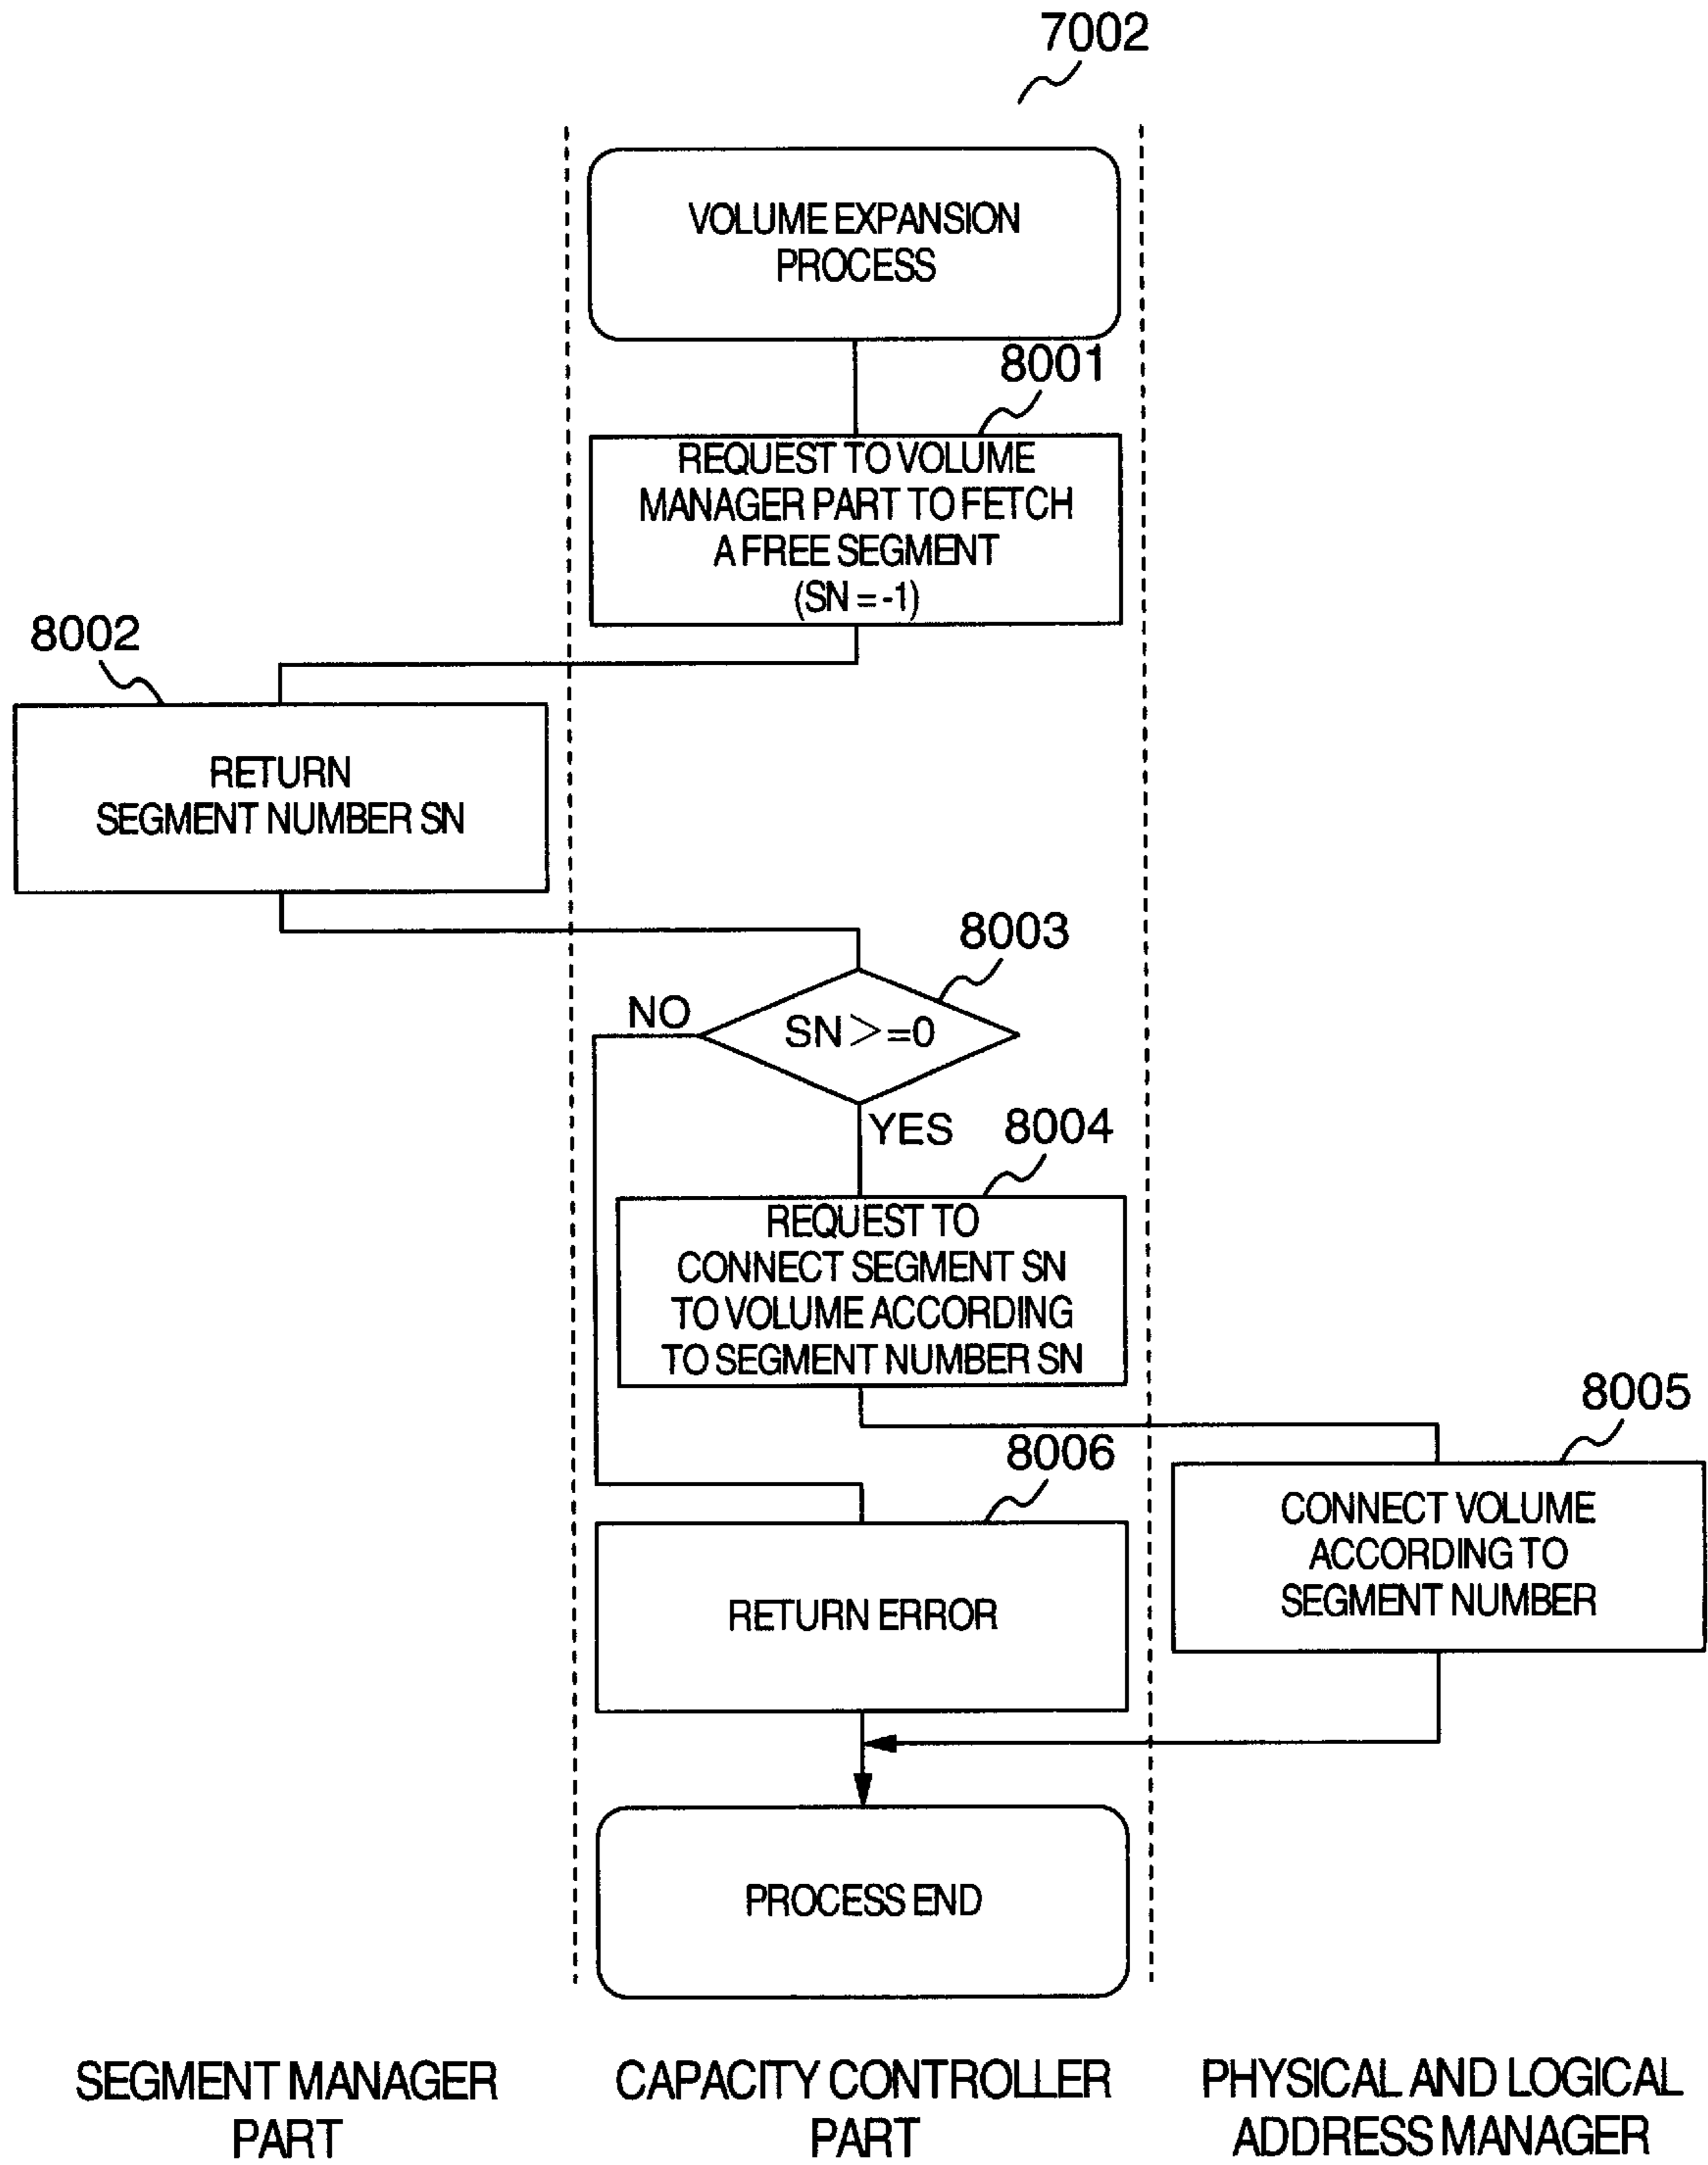 7002
VOLUME EXPANSION
PROCESS
8001
REQUEST TO VOLUME
MANAGER PART TO FETCH
A FREE SEGMENT
(SN = -1)
8002
RETURN
SEGMENT NUMBER SN
8003
NO
SN >=0
YES
8004
REQUEST TO
CONNECT SEGMENT SN
TO VOLUME ACCORDING
TO SEGMENT NUMBER SN
8005
CONNECT VOLUME
ACCORDING TO
SEGMENT NUMBER
8006
RETURN ERROR
PROCESS END
SEGMENT MANAGER
PART
CAPACITY CONTROLLER
PART
PHYSICAL AND LOGICAL
ADDRESS MANAGER